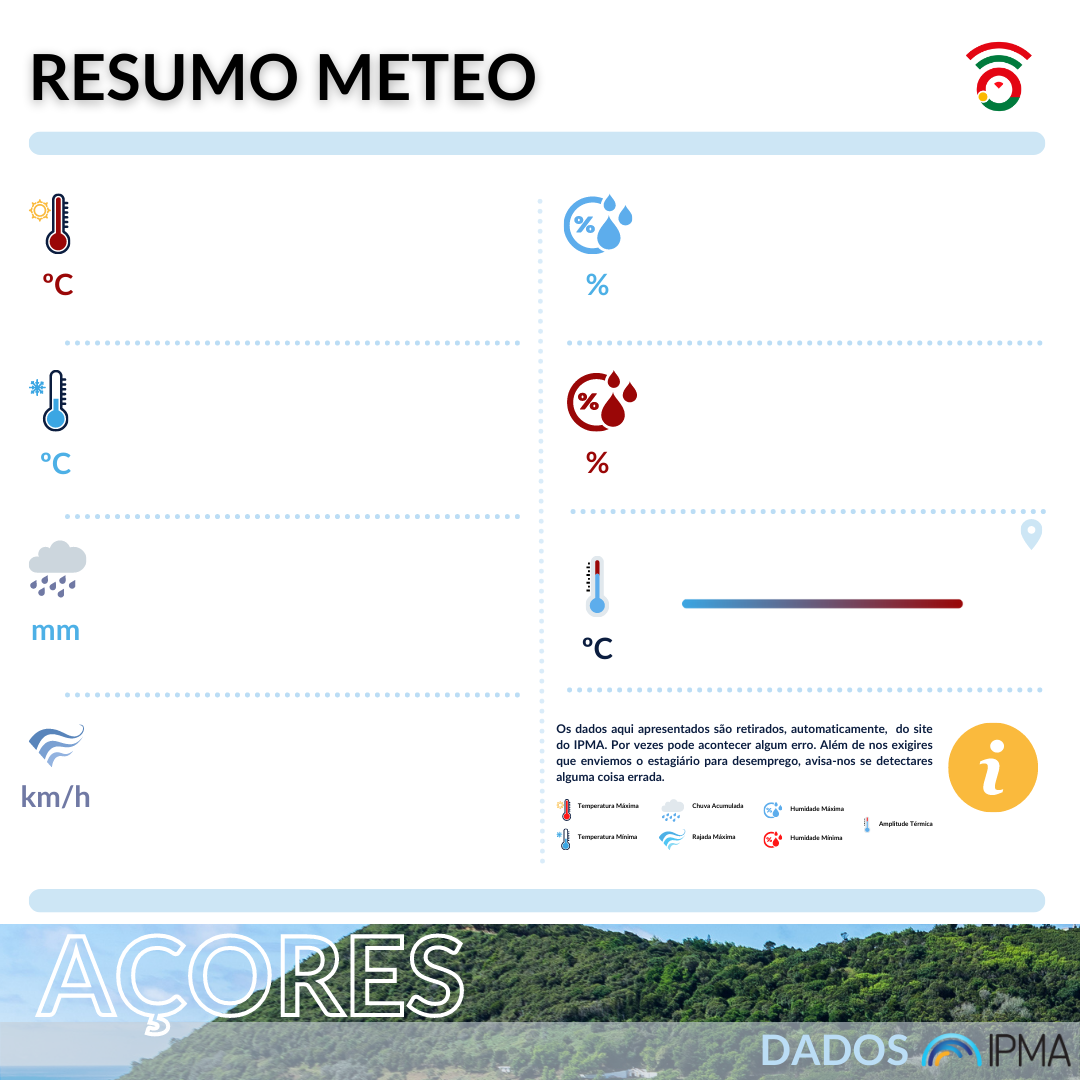 RESUMO METEO
ºC
%
ºC
%
mm
ºC
km/h
Os dados aqui apresentados são retirados, automaticamente, do site
do IPMA. Por vezes pode acontecer algum erro. Além de nos exigires
que enviemos o estagiário para desemprego, avisa-nos se detectares
alguma coisa errada.
i
Temperatura Máxima
Chuva Acumulada
Humidade Máxima
Amplitude Térmica
Temperatura Mínima
Rajada Máxima
Humidade Mínima
AÇORES
DADOS IPMA